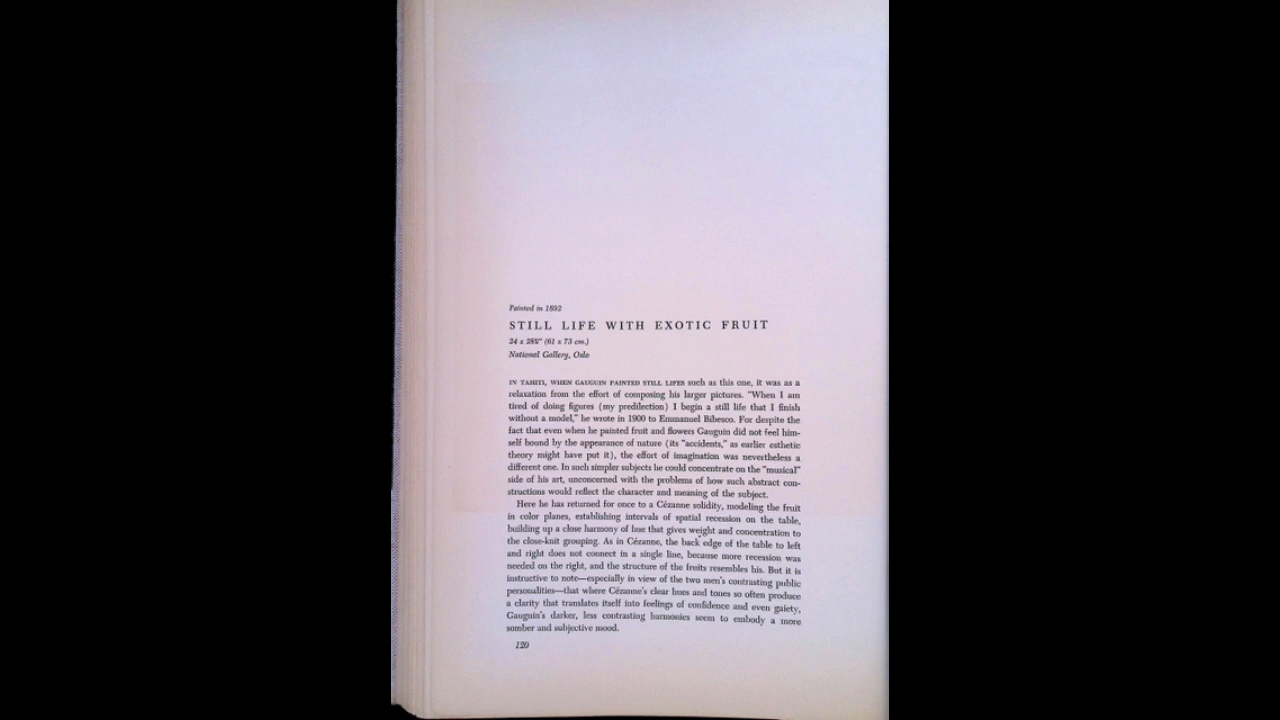 Painted in 1892
STILL LIFE WITH EXOTIC FRUIT
24 x 28¾" (61 x 73 cm.)
National Gallery, Oslo
IN TAHITI, WHEN GAUGUIN PAINTED STILL LIFES such as this one, it was as a
relaxation from the effort of composing his larger pictures. "When I am
tired of doing figures (my predilection) I begin a still life that I finish
without a model," he wrote in 1900 to Emmanuel Bibesco. For despite the
fact that even when he painted fruit and flowers Gauguin did not feel him-
self bound by the appearance of nature (its "accidents," as earlier esthetic
theory might have put it), the effort of imagination was nevertheless a
different one. In such simpler subjects he could concentrate on the "musical"
side of his art, unconcerned with the problems of how such abstract con-
structions would reflect the character and meaning of the subject.
Here he has returned for once to a Cézanne solidity, modeling the fruit
in color planes, establishing intervals of spatial recession on the table,
building up a close harmony of hue that gives weight and concentration to
the close-knit grouping. As in Cézanne, the back edge of the table to left
and right does not connect in a single line, because more recession was
needed on the right, and the structure of the fruits resembles his. But it is
instructive to note—especially in view of the two men's contrasting public
personalities—that where Cézanne's clear hues and tones so often produce
a clarity that translates itself into feelings of confidence and even gaiety,
Gauguin's darker, less contrasting harmonies seem to embody a more
somber and subjective mood.
120